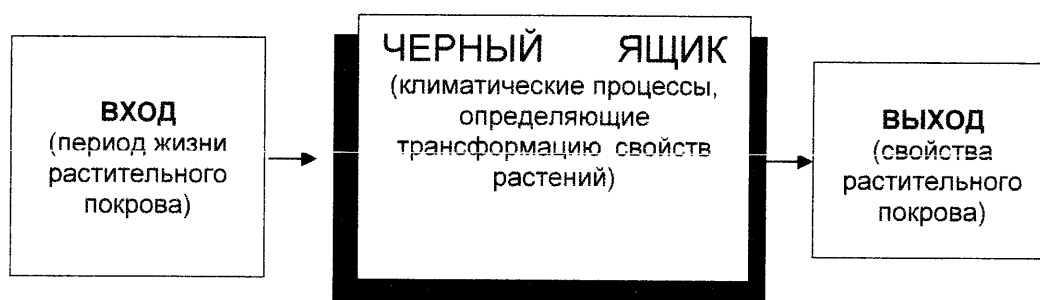 ВХОД
(период жизни
растительного
покрова)
ЧЕРНЫЙ ЯЩИК
(климатические процессы,
определяющие
трансформацию свойств
растений)
ВЫХОД
(свойства
растительного
покрова)